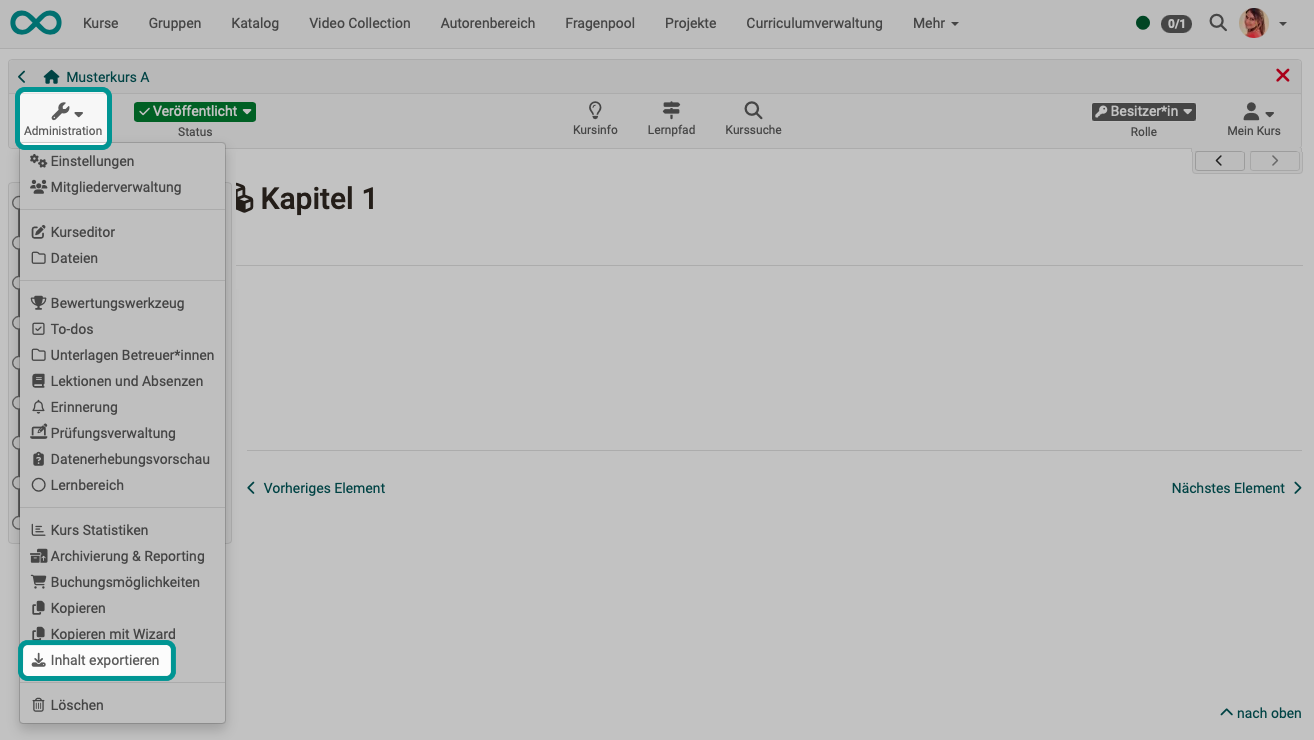 Kurse
Gruppen
Katalog
Video Collection
Autorenbereich
Fragenpool
Projekte
Curriculumverwaltung
Mehr
0/1
Musterkurs A
Administration
Veröffentlicht
Status
Kursinfo
Lernpfad
Kurssuche
Besitzer*in
Rolle
Mein Kurs
Einstellungen
Mitgliederverwaltung
Kurseditor
Dateien
Bewertungswerkzeug
To-dos
Unterlagen Betreuer*innen
Lektionen und Absenzen
Erinnerung
Prüfungsverwaltung
Datenerhebungsvorschau
Lernbereich
Kurs Statistiken
Archivierung & Reporting
Buchungsmöglichkeiten
Kopieren
Kopieren mit Wizard
Inhalt exportieren
Löschen
Kapitel 1
Vorheriges Element
Nächstes Element
nach oben